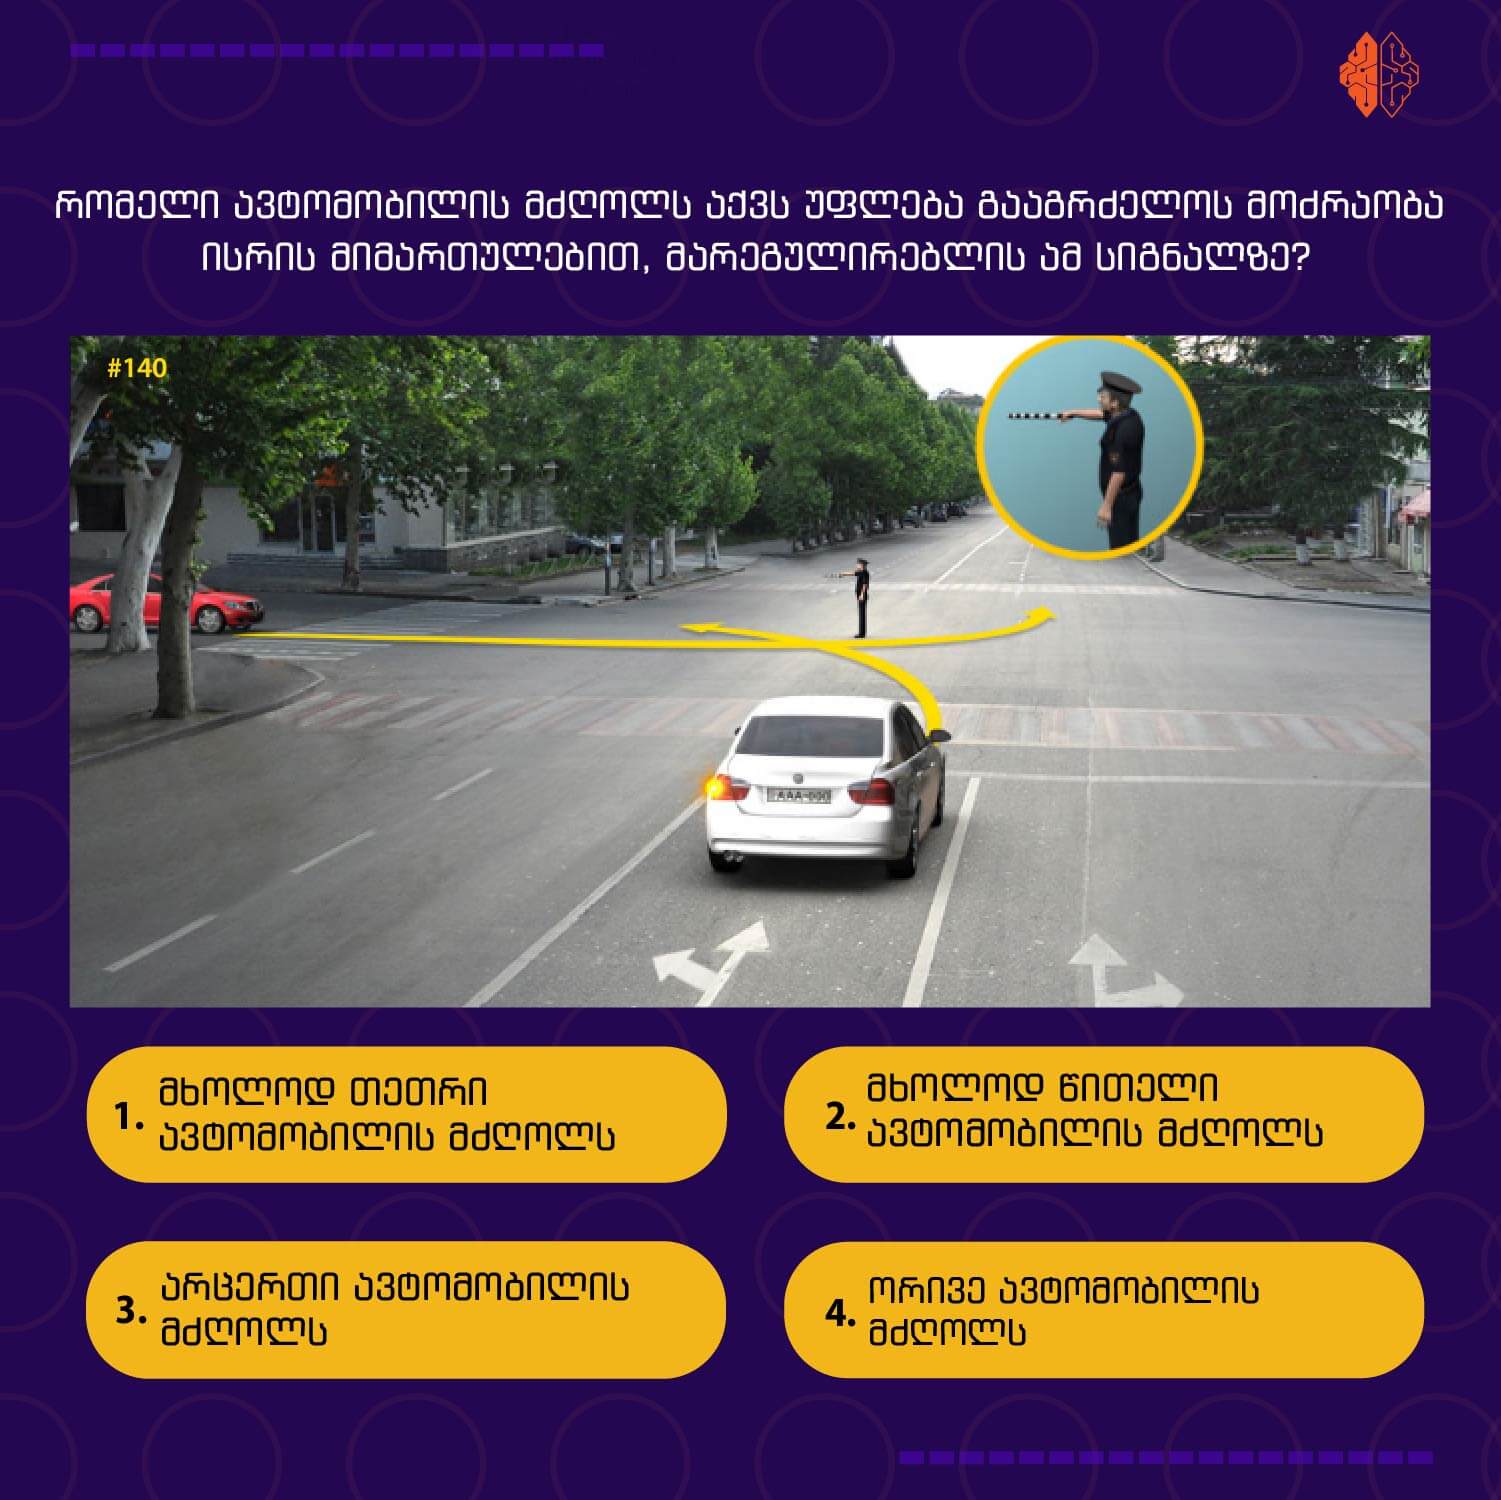 რომელი ავტომობილის მძღოლს აქვს უფლება გააგრძელოს მოძრაობა
ისრის მიმართულებით, მარეგულირებლის ამ სიგნალზე?
#140
AAA-000
1. მხოლოდ თეთრი
ავტომობილის მძღოლს
2. მხოლოდ წითელი
ავტომობილის მძღოლს
3. არცერთი ავტომობილის
მძღოლს
4. ორივე ავტომობილის
მძღოლს